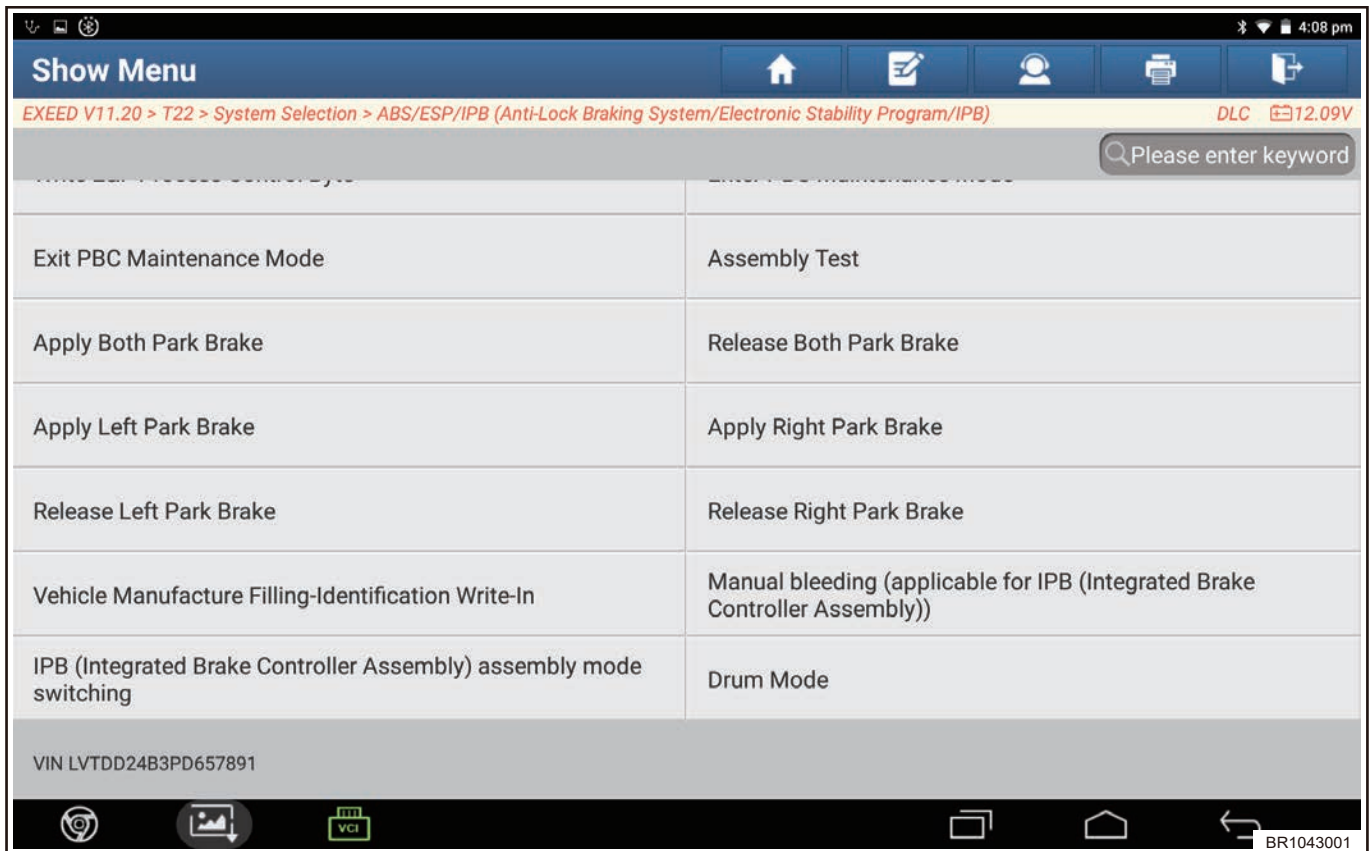 4:08 pm
Show Menu
EXEED V11.20 > T22 > System Selection > ABS/ESP/IPB (Anti-Lock Braking System/Electronic Stability Program/IPB)
DLC 12.09V
Please enter keyword
Exit PBC Maintenance Mode
Assembly Test
Apply Both Park Brake
Release Both Park Brake
Apply Left Park Brake
Apply Right Park Brake
Release Left Park Brake
Release Right Park Brake
Vehicle Manufacture Filling-Identification Write-In
Manual bleeding (applicable for IPB (Integrated Brake
Controller Assembly))
IPB (Integrated Brake Controller Assembly) assembly mode
switching
Drum Mode
VIN LVTDD24B3PD657891
VCI
BR1043001